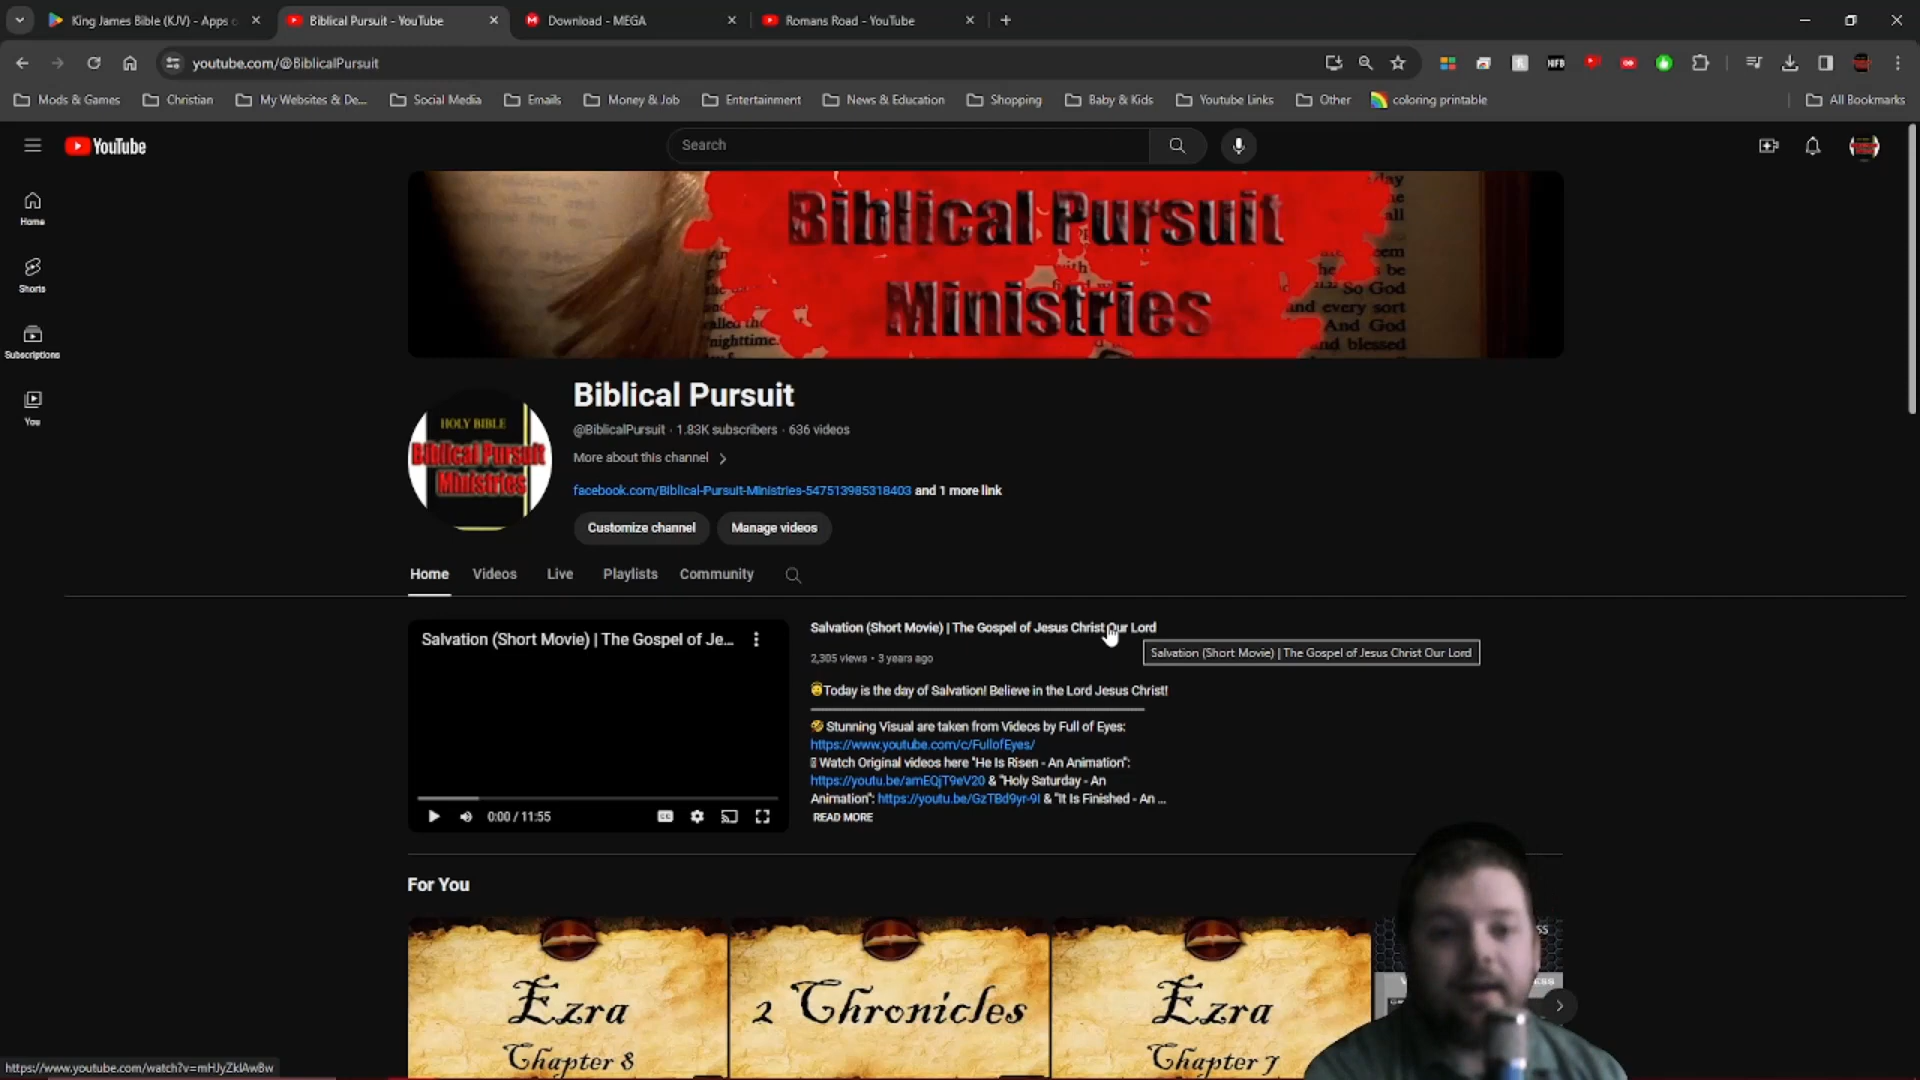 King James Bible (KJV) - Apps
Biblical Pursuit - YouTube
Download - MEGA
Romans Road - YouTube
youtube.com/@BiblicalPursuit
Mods & Games
Christian
My Websites & De...
Social Media
Emails
Money & Job
Entertainment
News & Education
Shopping
Baby & Kids
Youtube Links
Other
coloring printable
All Bookmarks
YouTube
Search
Home
Shorts
Subscriptions
You
Biblical Pursuit
Ministries
and every sort
And God
and blessed
nighttime.
HOLY BIBLE
Biblical Pursuit
Ministries
Biblical Pursuit
@BiblicalPursuit · 1.83K subscribers · 636 videos
More about this channel
facebook.com/Biblical-Pursuit-Ministries-547513985318403 and 1 more link
Customize channel
Manage videos
Home
Videos
Live
Playlists
Community
Salvation (Short Movie) | The Gospel of Je...
0:00 / 11:55
Salvation (Short Movie) | The Gospel of Jesus Christ Our Lord
Salvation (Short Movie) | The Gospel of Jesus Christ Our Lord
2,305 views • 3 years ago
Today is the day of Salvation! Believe in the Lord Jesus Christ!
Stunning Visual are taken from Videos by Full of Eyes:
https://www.youtube.com/c/FullofEyes/
Watch Original videos here "He Is Risen - An Animation":
https://youtu.be/amEQjT9eV20 & "Holy Saturday - An
Animation": https://youtu.be/GzTBd9yr-9I & "It Is Finished - An ...
READ MORE
For You
Ezra
Chapter 8
2 Chronicles
Ezra
Chapter 7
https://www.youtube.com/watch?v=mHJyZkIAwBw